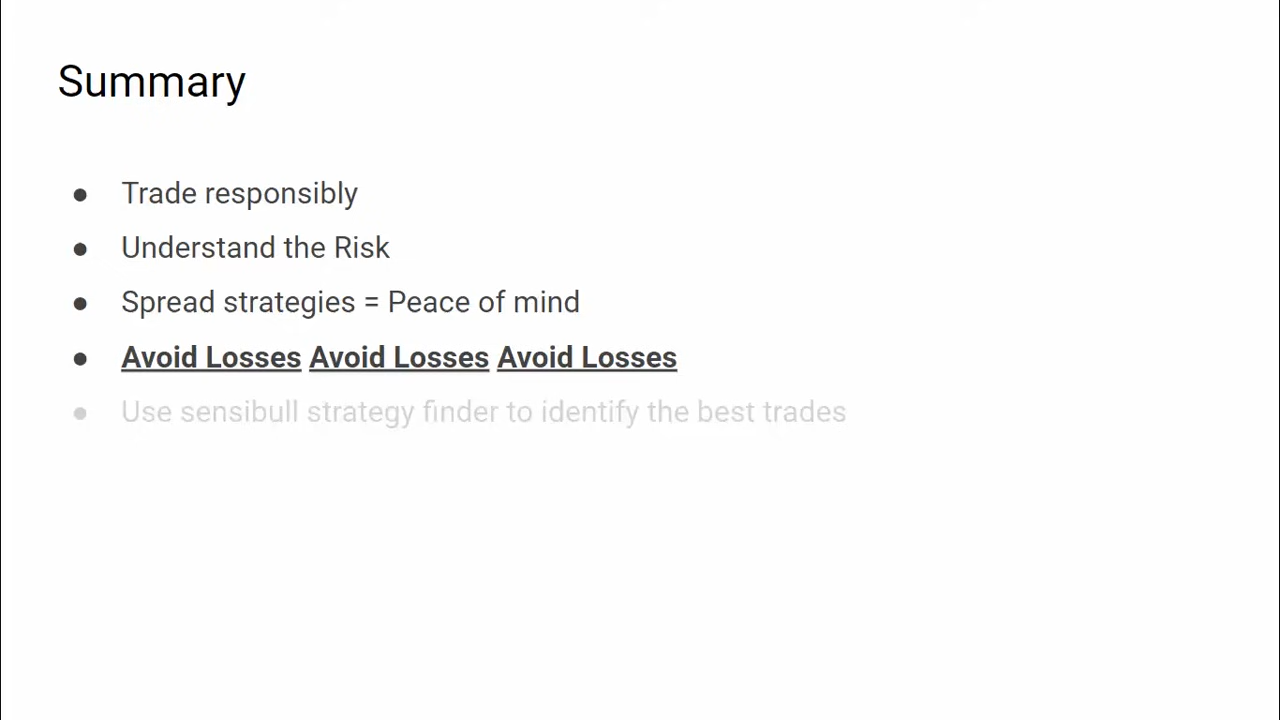 Summary
● Trade responsibly
● Understand the Risk
● Spread strategies = Peace of mind
● Avoid Losses Avoid Losses Avoid Losses
● Use sensibull strategy finder to identify the best trades